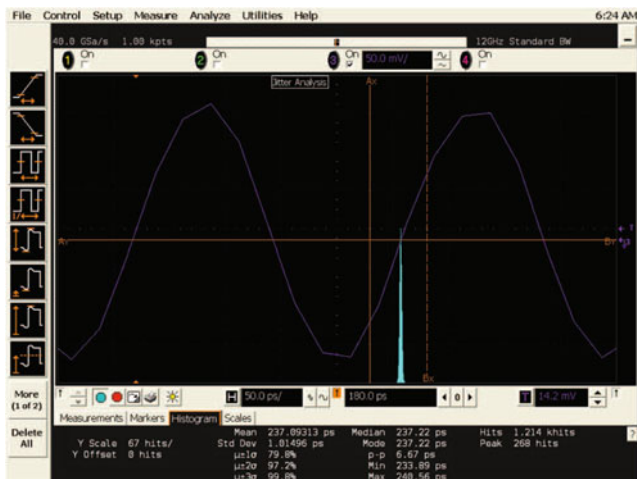 File Control Setup Measure Analyze Utilities Help 6:24 AM
40.0 GSa/s 1.00 kpts 12GHz Standard BW
1 On 2 On 3 On 50.0 mV/ 4 On
Jitter Analysis
Ax
Ay By
Bx
More
(1 of 2)
Delete
All
H 50.0 ps/ 180.0 ps 0 T 14.2 mV
Measurements Markers Histogram Scales
Mean 237.09313 ps Median 237.22 ps Hits 1.214 khits
Y Scale 67 hits/ Std Dev 1.01496 ps Mode 237.22 ps Peak 268 hits
Y Offset 0 hits μ±1σ 79.8% p-p 6.67 ps
μ±2σ 97.2% Min 233.89 ps
μ±3σ 99.8% Max 240.56 ps